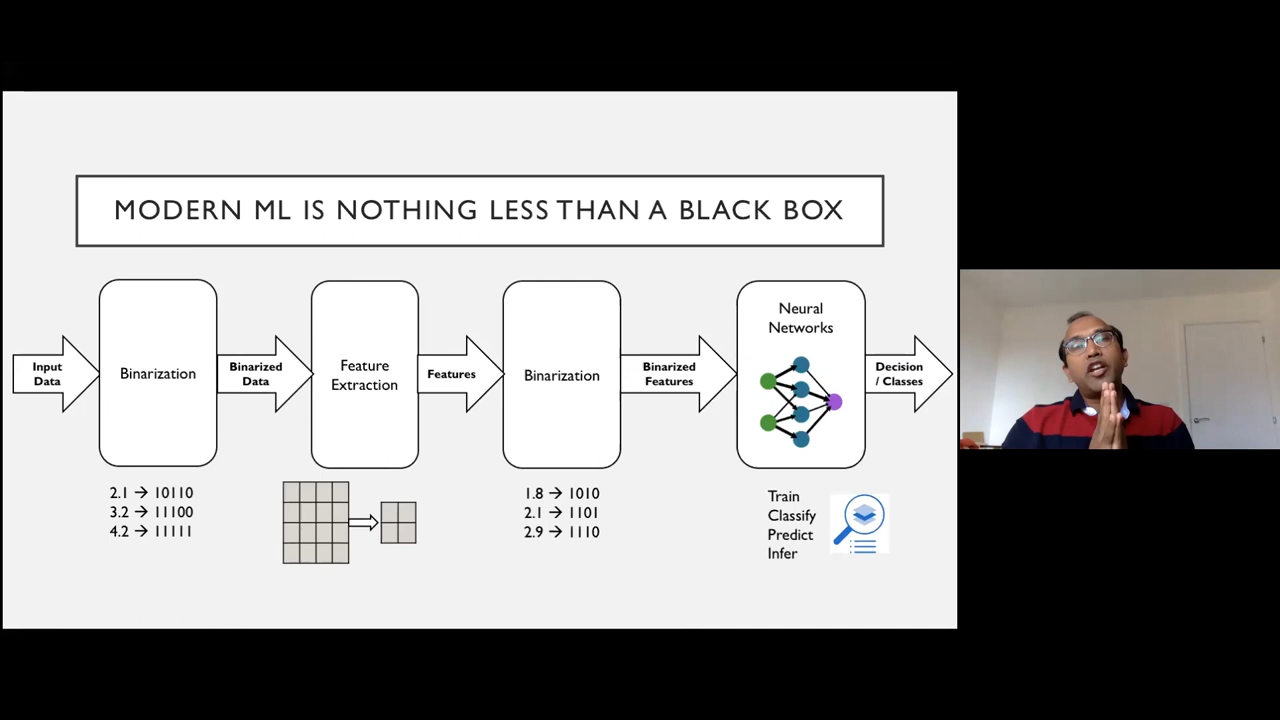 MODERN ML IS NOTHING LESS THAN A BLACK BOX
Input
Data
Binarization
Binarized
Data
Feature
Extraction
Features
Binarization
Binarized
Features
Neural
Networks
Decision
/ Classes
2.1 → 10110
3.2 → 11100
4.2 → 11111
1.8 → 1010
2.1 → 1101
2.9 → 1110
Train
Classify
Predict
Infer